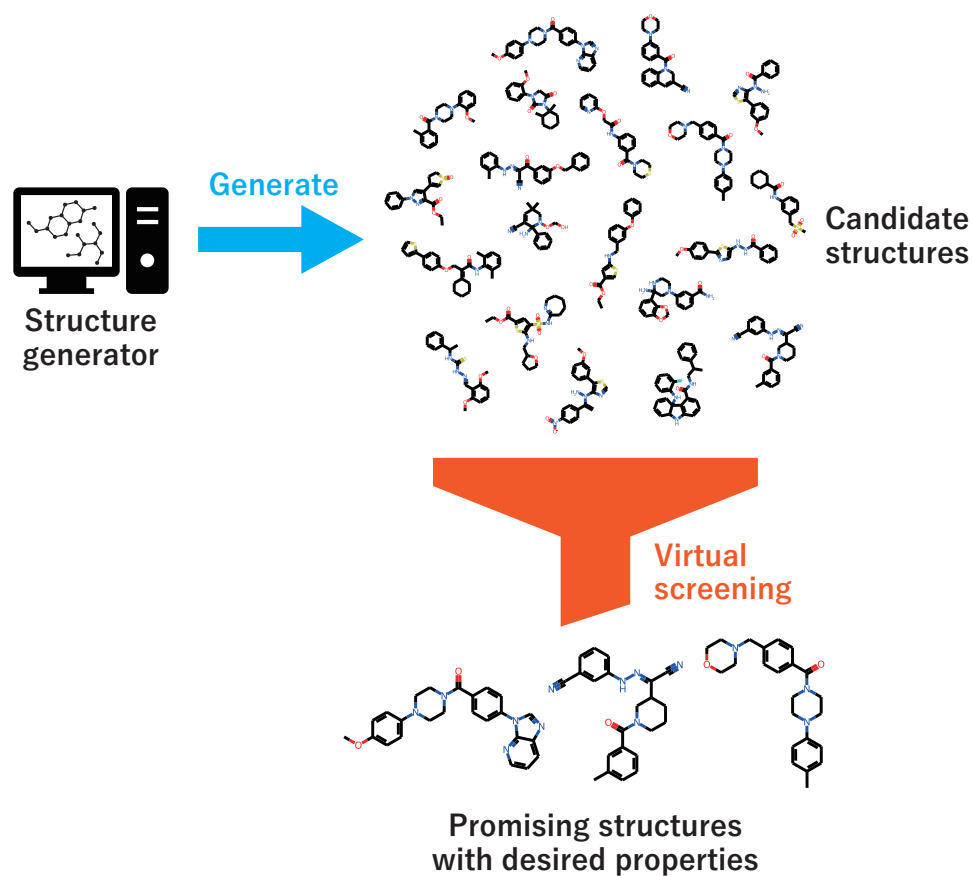 Generate
Structure
generator
Candidate
structures
Virtual
screening
Promising structures
with desired properties